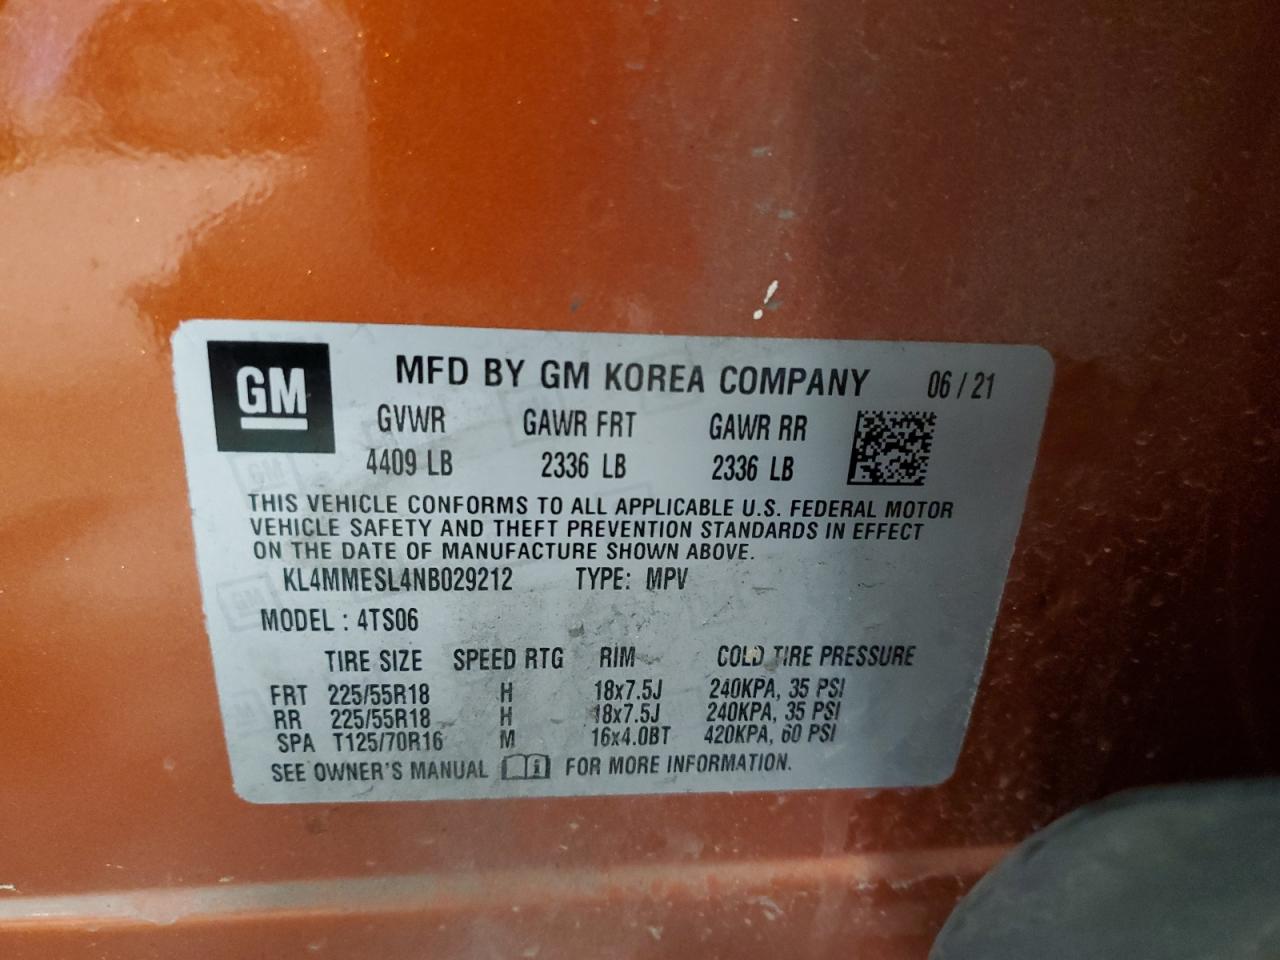 GM
MFD BY GM KOREA COMPANY 06 / 21
GVWR GAWR FRT GAWR RR
4409 LB 2336 LB 2336 LB
THIS VEHICLE CONFORMS TO ALL APPLICABLE U.S. FEDERAL MOTOR
VEHICLE SAFETY AND THEFT PREVENTION STANDARDS IN EFFECT
ON THE DATE OF MANUFACTURE SHOWN ABOVE.
KL4MMESL4NB029212 TYPE: MPV
MODEL : 4TS06
TIRE SIZE SPEED RTG RIM COLD TIRE PRESSURE
FRT 225/55R18 H 18x7.5J 240KPA, 35 PSI
RR 225/55R18 H 18x7.5J 240KPA, 35 PSI
SPA T125/70R16 M 16x4.0BT 420KPA, 60 PSI
SEE OWNER'S MANUAL FOR MORE INFORMATION.